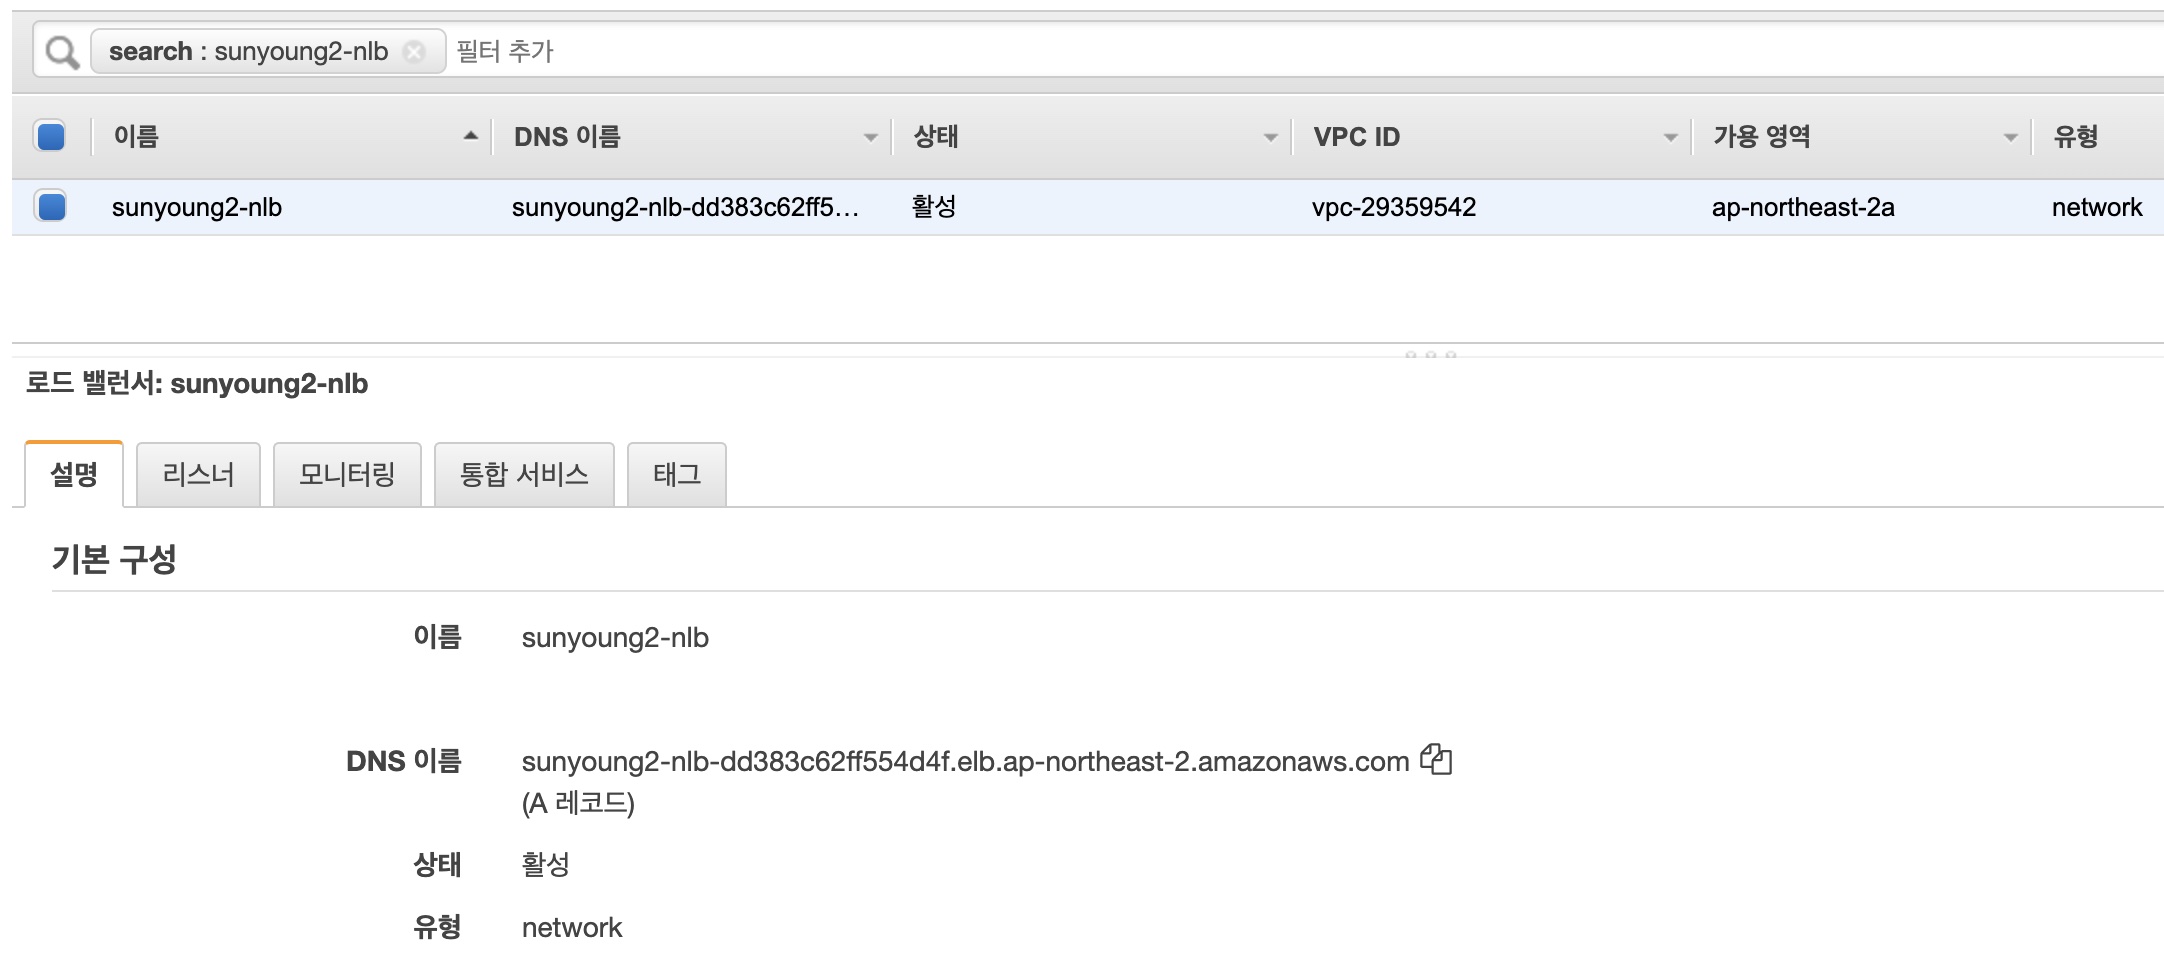 search : sunyoung2-nlb 필터 추가
이름 DNS 이름 상태 VPC ID 가용 영역 유형
sunyoung2-nlb sunyoung2-nlb-dd383c62ff5... 활성 vpc-29359542 ap-northeast-2a network
로드 밸런서: sunyoung2-nlb
설명 리스너 모니터링 통합 서비스 태그
기본 구성
이름 sunyoung2-nlb
DNS 이름 sunyoung2-nlb-dd383c62ff554d4f.elb.ap-northeast-2.amazonaws.com
(A 레코드)
상태 활성
유형 network